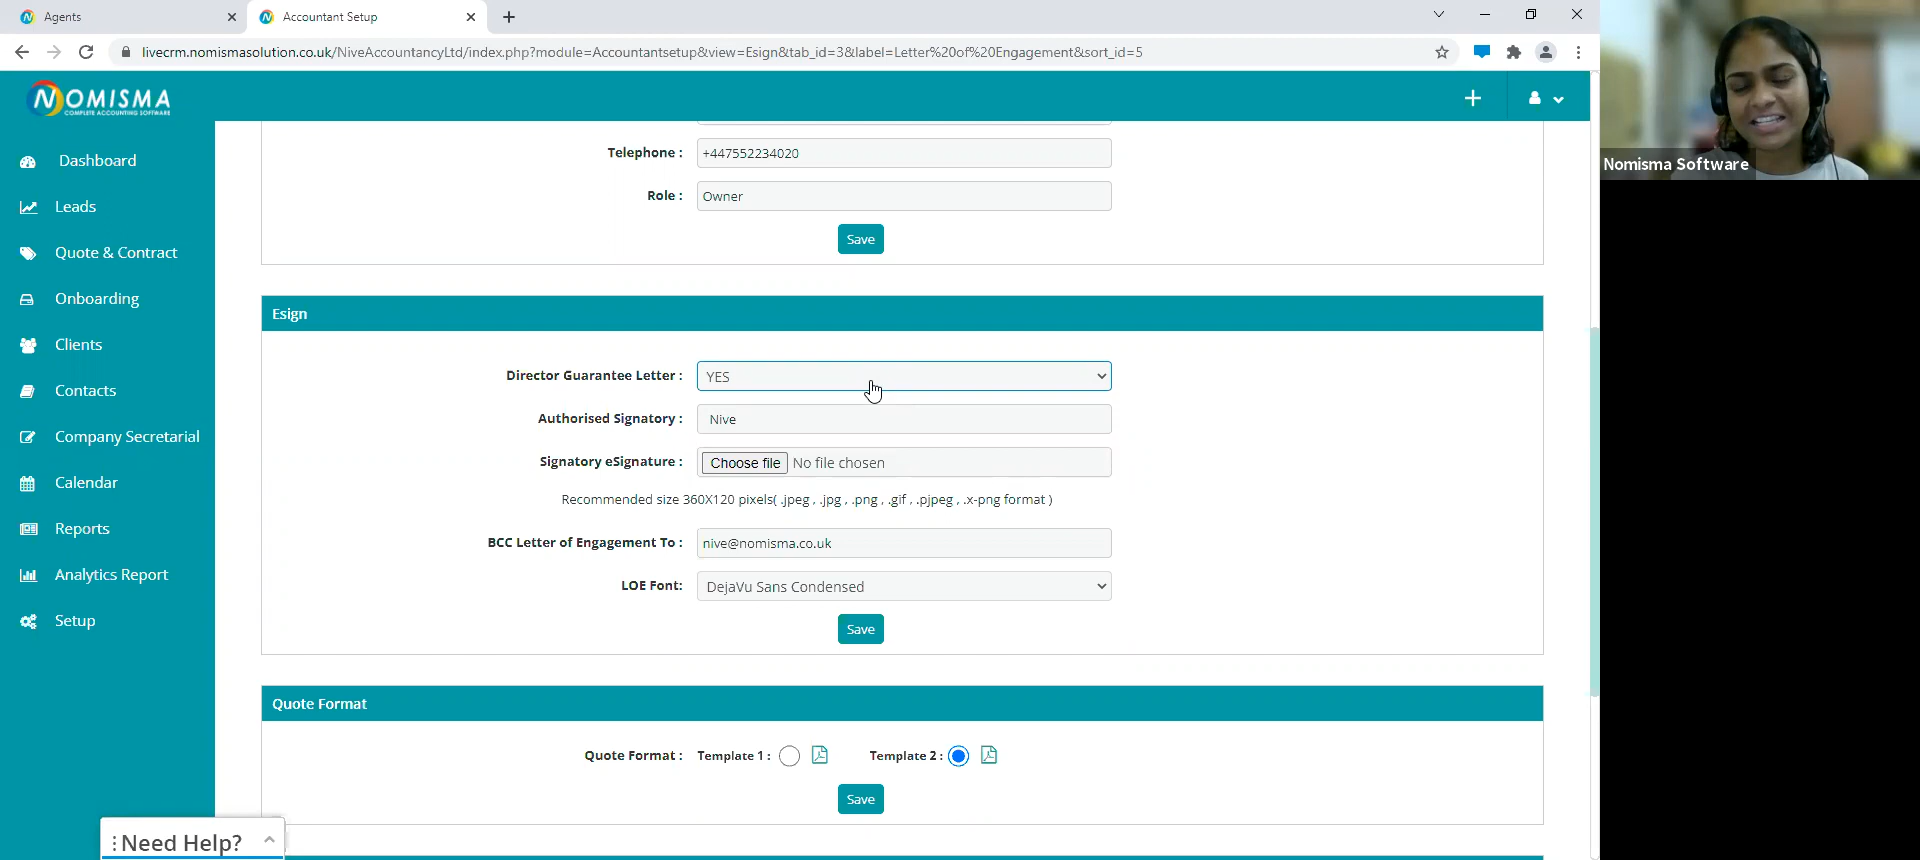 Agents
Accountant Setup
livecrm.nomismasolution.co.uk/NiveAccountancyLtd/index.php?module=Accountantsetup&view=Esign&tab_id=3&label=Letter%20of%20Engagement&sort_id=5
NOMISMA
COMPLETE ACCOUNTING SOFTWARE
Dashboard
Leads
Quote & Contract
Onboarding
Clients
Contacts
Company Secretarial
Calendar
Reports
Analytics Report
Setup
Telephone : +447552234020
Role : Owner
Save
Esign
Director Guarantee Letter : YES
Authorised Signatory : Nive
Signatory eSignature : Choose file No file chosen
Recommended size 360X120 pixels( .jpeg , .jpg , .png , .gif , .pjpeg , .x-png format )
BCC Letter of Engagement To : nive@nomisma.co.uk
LOE Font: DejaVu Sans Condensed
Save
Quote Format
Quote Format : Template 1 : Template 2 :
Save
Need Help?
Nomisma Software